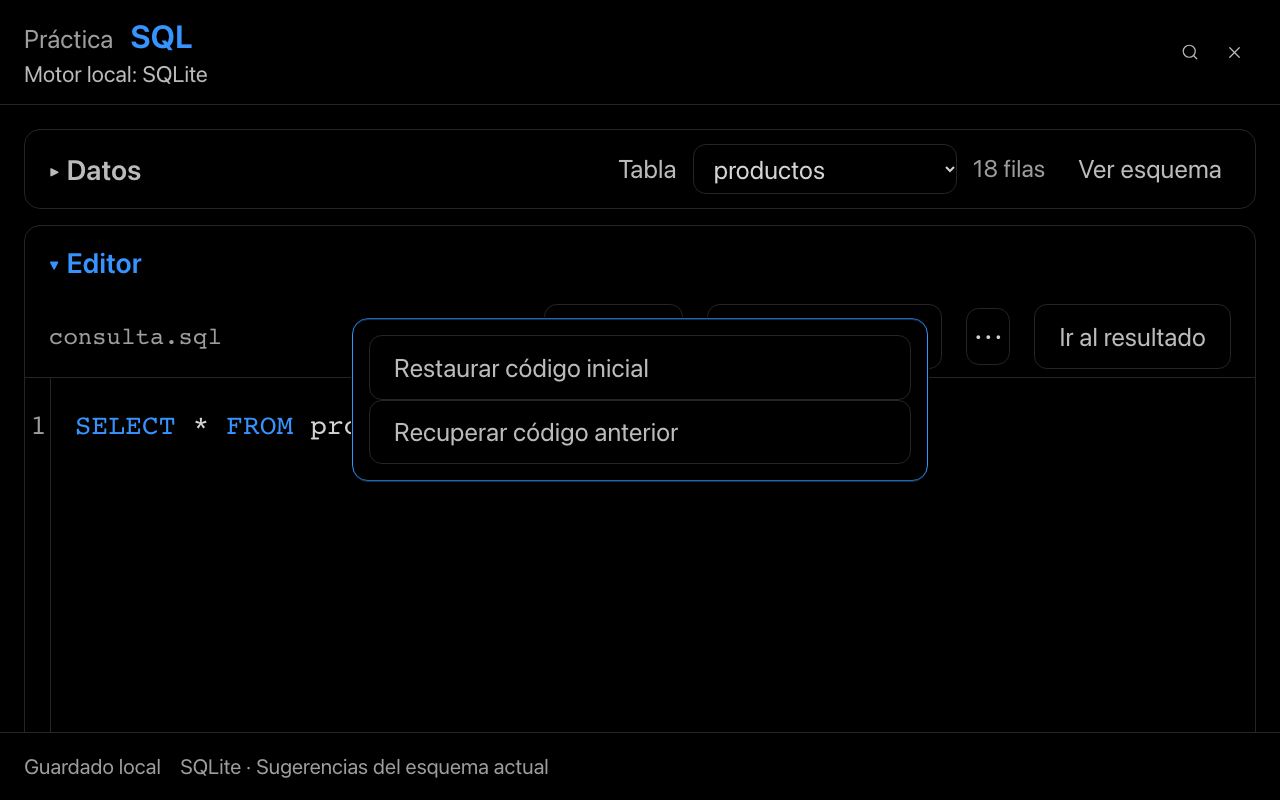 Práctica SQL
Motor local: SQLite
Datos
Tabla productos 18 filas Ver esquema
Editor
consulta.sql ··· Ir al resultado
Restaurar código inicial
1 SELECT * FROM
Recuperar código anterior
Guardado local SQLite · Sugerencias del esquema actual